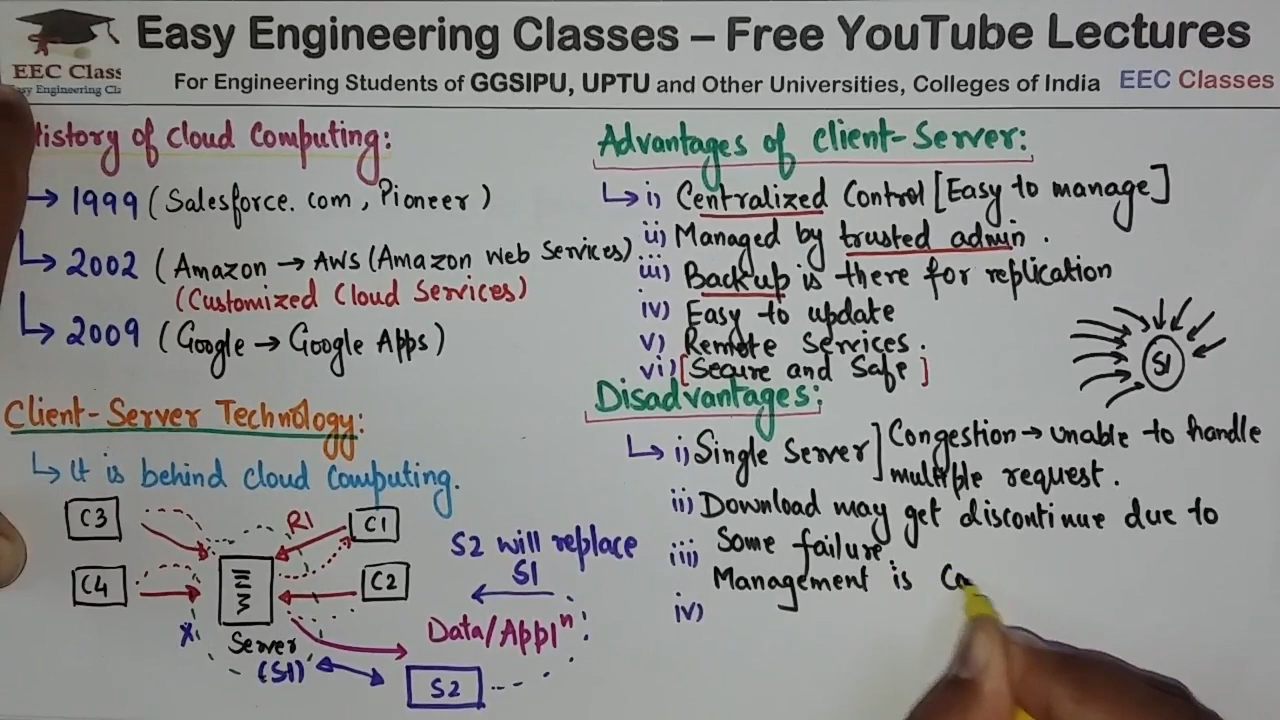 Easy Engineering Classes – Free YouTube Lectures
EEC Class
Easy Engineering Cla
For Engineering Students of GGSIPU, UPTU and Other Universities, Colleges of India EEC Classes
History of Cloud Computing:
1999 (Salesforce.com, Pioneer)
2002 (Amazon → AWS (Amazon Web Services)
(Customized Cloud Services)
2009 (Google → Google Apps)
Client-Server Technology:
It is behind cloud computing.
C3
R1
C1
C4
C2
Server
(S1)
X
S2 will replace
S1
Data/Applⁿ
S2
Advantages of Client-Server:
i) Centralized Control [Easy to manage]
ii) Managed by trusted admin.
iii) Backup is there for replication
iv) Easy to update
v) Remote Services.
vi) [Secure and Safe]
S1
Disadvantages:
i) Single Server] Congestion → unable to handle
multiple request.
ii) Download may get discontinue due to
Some failure.
iii) Management is Co
iv)